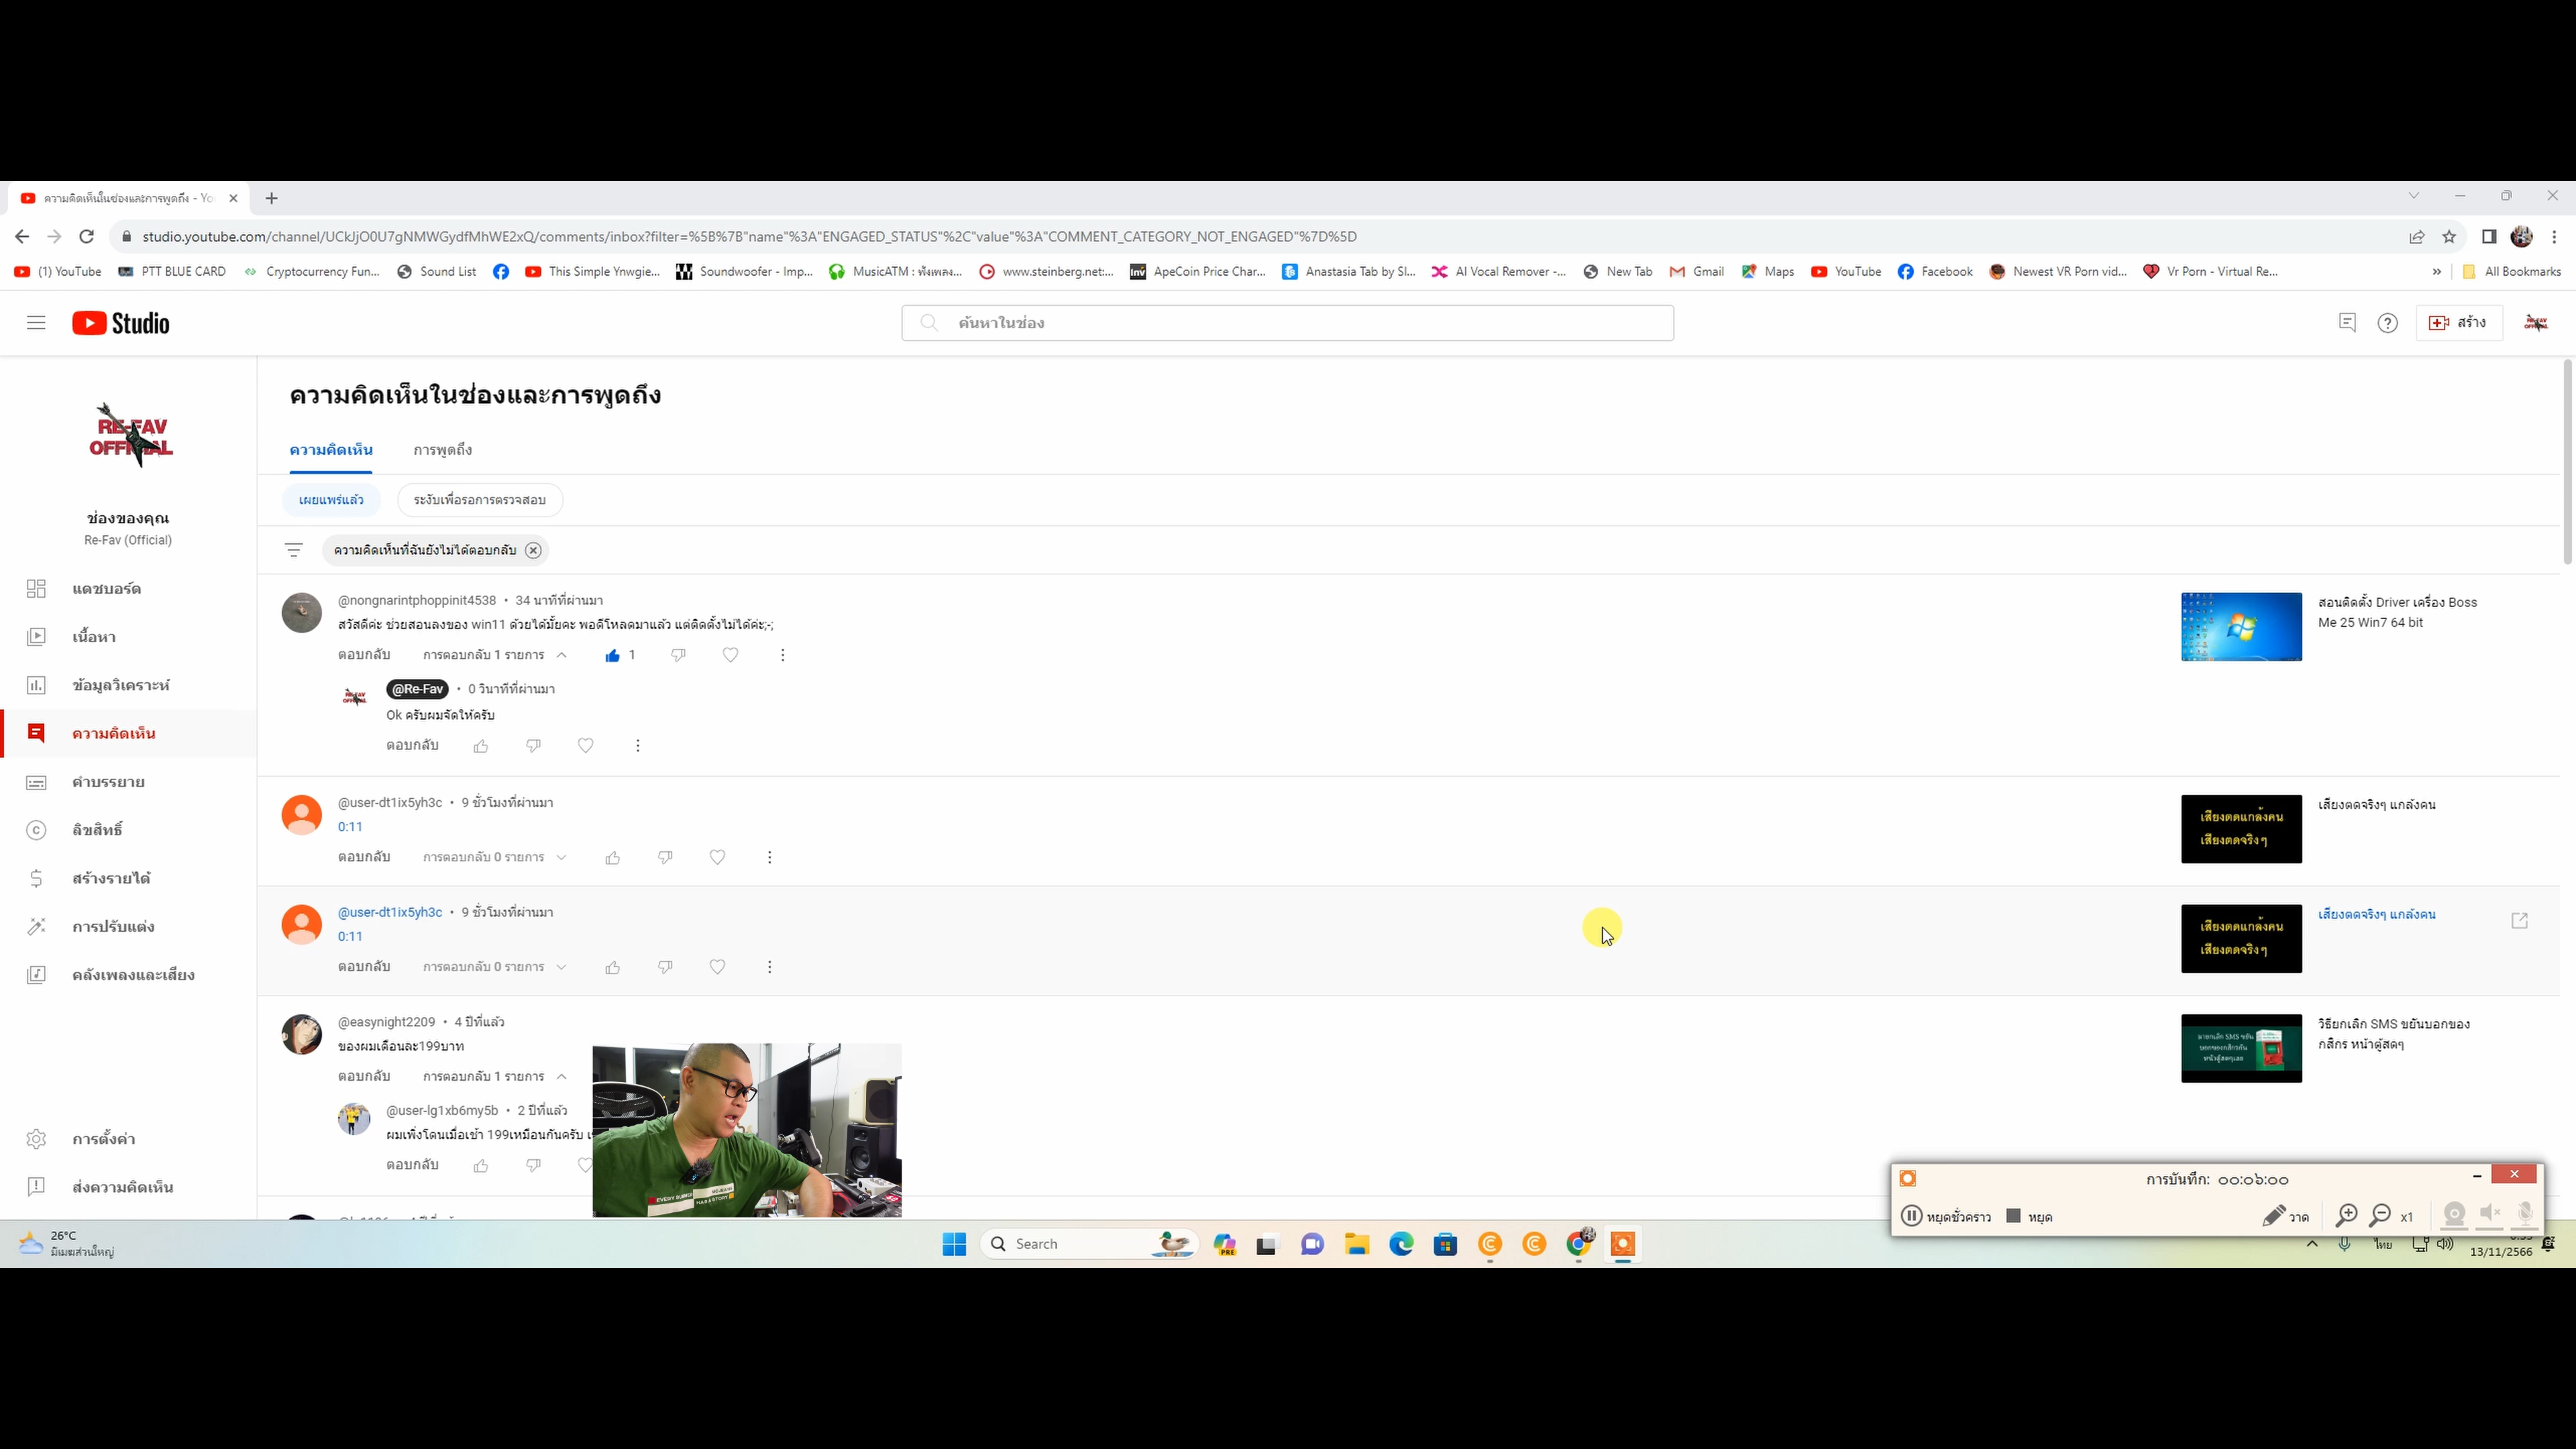 ความคิดเห็นในช่องและการพูดถึง - Yo
studio.youtube.com/channel/UCkJjO0U7gNMWGydfMhWE2xQ/comments/inbox?filter=%5B%7B"name"%3A"ENGAGED_STATUS"%2C"value"%3A"COMMENT_CATEGORY_NOT_ENGAGED"%7D%5D
(1) YouTube PTT BLUE CARD Cryptocurrency Fun... Sound List This Simple Ynwgie... Soundwoofer - Imp... MusicATM : ฟังเพลง... www.steinberg.net:... ApeCoin Price Char... Anastasia Tab by Sl... AI Vocal Remover -... New Tab Gmail Maps YouTube Facebook Newest VR Porn vid... Vr Porn - Virtual Re... » All Bookmarks
Studio
ค้นหาในช่อง
สร้าง
RE-FAV
OFFICIAL
ช่องของคุณ
Re-Fav (Official)
แดชบอร์ด
เนื้อหา
ข้อมูลวิเคราะห์
ความคิดเห็น
คำบรรยาย
ลิขสิทธิ์
สร้างรายได้
การปรับแต่ง
คลังเพลงและเสียง
การตั้งค่า
ส่งความคิดเห็น
ความคิดเห็นในช่องและการพูดถึง
ความคิดเห็น การพูดถึง
เผยแพร่แล้ว ระงับเพื่อรอการตรวจสอบ
ความคิดเห็นที่ฉันยังไม่ได้ตอบกลับ
@nongnarintphoppinit4538 • 34 นาทีที่ผ่านมา
สวัสดีค่ะ ช่วยสอนลงของ win11 ด้วยได้มั้ยคะ พอดีโหลดมาแล้ว แต่ติดตั้งไม่ได้ค่ะ;-;
ตอบกลับ การตอบกลับ 1 รายการ 1
@Re-Fav • 0 วินาทีที่ผ่านมา
Ok ครับผมจัดให้ครับ
ตอบกลับ
สอนติดตั้ง Driver เครื่อง Boss
Me 25 Win7 64 bit
@user-dt1ix5yh3c • 9 ชั่วโมงที่ผ่านมา
0:11
ตอบกลับ การตอบกลับ 0 รายการ
เสียงตดแกล้งคน
เสียงตดจริงๆ
เสียงตดจริงๆ แกล้งคน
@user-dt1ix5yh3c • 9 ชั่วโมงที่ผ่านมา
0:11
ตอบกลับ การตอบกลับ 0 รายการ
เสียงตดแกล้งคน
เสียงตดจริงๆ
เสียงตดจริงๆ แกล้งคน
@easynight2209 • 4 ปีที่แล้ว
ของผมเดือนละ199บาท
ตอบกลับ การตอบกลับ 1 รายการ
@user-lg1xb6my5b • 2 ปีที่แล้ว
ผมเพิ่งโดนเมื่อเช้า 199เหมือนกันครับ
ตอบกลับ
วิธียกเลิก SMS ขยันบอกของ
กสิกร หน้าตู้สดๆ
การบันทึก: ๐๐:๐๖:๐๐
หยุดชั่วคราว หยุด วาด x1
26°C
มีเมฆส่วนใหญ่
Search
PRE
ไทย
13/11/2566